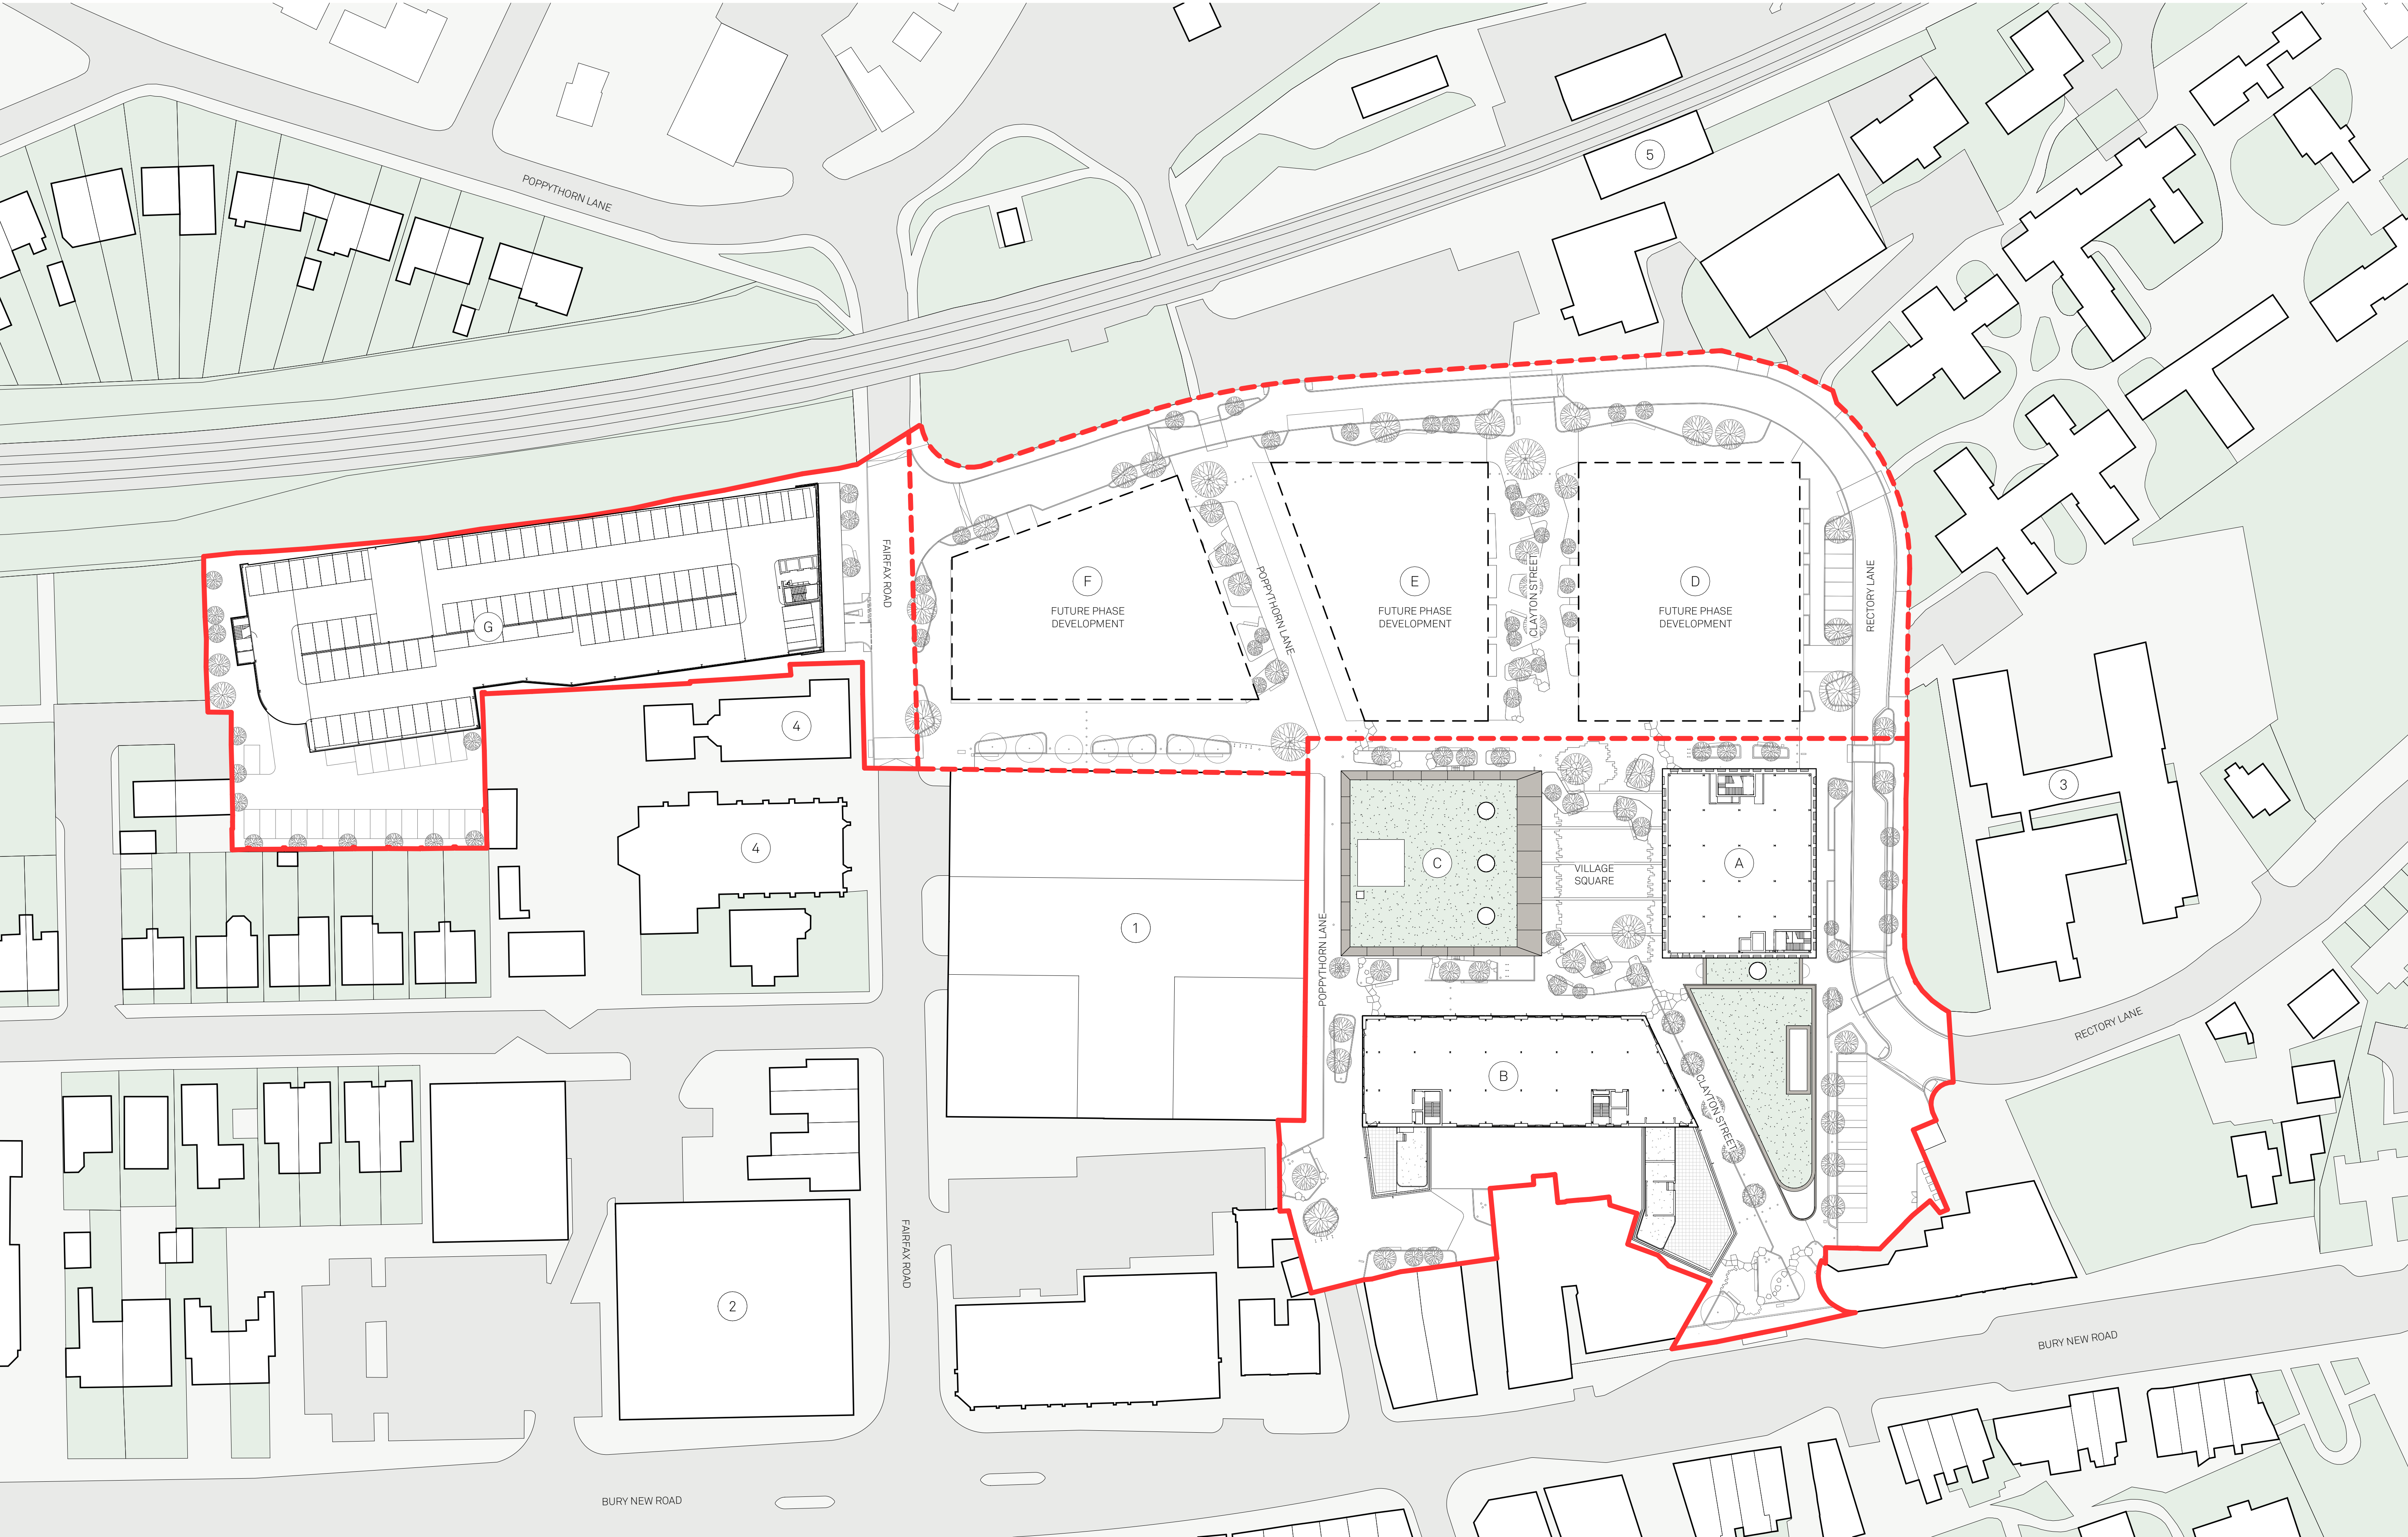 5
POPPYTHORN LANE
FAIRFAX ROAD
F
FUTURE PHASE
DEVELOPMENT
POPPYTHORN LANE
E
FUTURE PHASE
DEVELOPMENT
CLAYTON STREET
D
FUTURE PHASE
DEVELOPMENT
RECTORY LANE
G
4
4
3
C
VILLAGE
SQUARE
A
1
POPPYTHORN LANE
RECTORY LANE
B
CLAYTON STREET
FAIRFAX ROAD
2
BURY NEW ROAD
BURY NEW ROAD